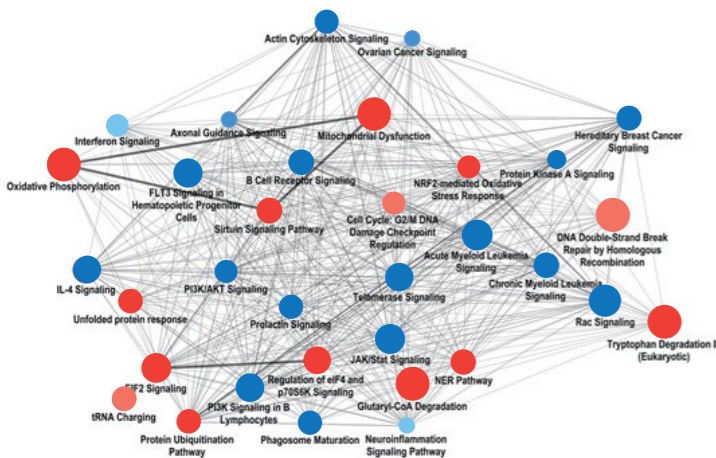 Actin Cytoskeleton Signaling
Ovarian Cancer Signaling
Interferon Signaling
Axonal Guidance Signaling
Mitochondrial Dysfunction
Hereditary Breast Cancer
Signaling
Oxidative Phosphorylation
FLT3 Signaling in
Hematopoietic Progenitor
Cells
B Cell Receptor Signaling
NRF2-mediated Oxidative
Stress Response
Protein Kinase A Signaling
Sirtuin Signaling Pathway
Cell Cycle: G2/M DNA
Damage Checkpoint
Regulation
DNA Double-Strand Break
Repair by Homologous
Recombination
Acute Myeloid Leukemia
Signaling
IL-4 Signaling
PI3K/AKT Signaling
Telomerase Signaling
Chronic Myeloid Leukemia
Signaling
Unfolded protein response
Prolactin Signaling
Rac Signaling
Tryptophan Degradation II
(Eukaryotic)
JAK/Stat Signaling
EIF2 Signaling
Regulation of eIF4 and
p70S6K Signaling
NER Pathway
tRNA Charging
PI3K Signaling in B
Lymphocytes
Glutaryl-CoA Degradation
Protein Ubiquitination
Pathway
Phagosome Maturation
Neuroinflammation
Signaling Pathway